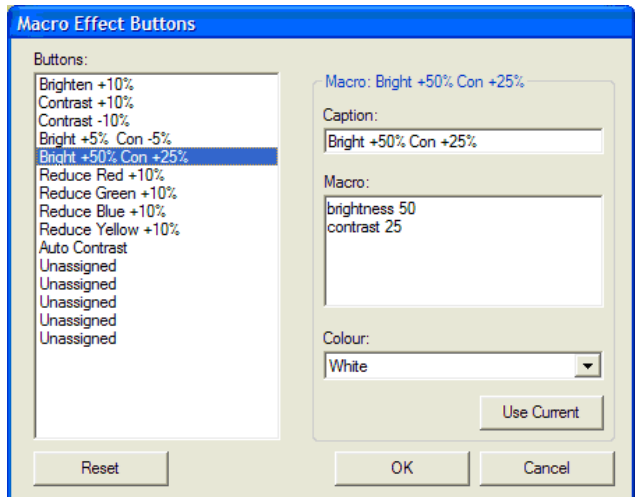 Macro Effect Buttons
Buttons:
Brighten +10%
Contrast +10%
Contrast -10%
Bright +5%  Con -5%
Bright +50% Con +25%
Reduce Red +10%
Reduce Green +10%
Reduce Blue +10%
Reduce Yellow +10%
Auto Contrast
Unassigned
Unassigned
Unassigned
Unassigned
Unassigned
Macro: Bright +50% Con +25%
Caption:
Bright +50% Con +25%
Macro:
brightness 50
contrast 25
Colour:
White
Use Current
Reset
OK
Cancel